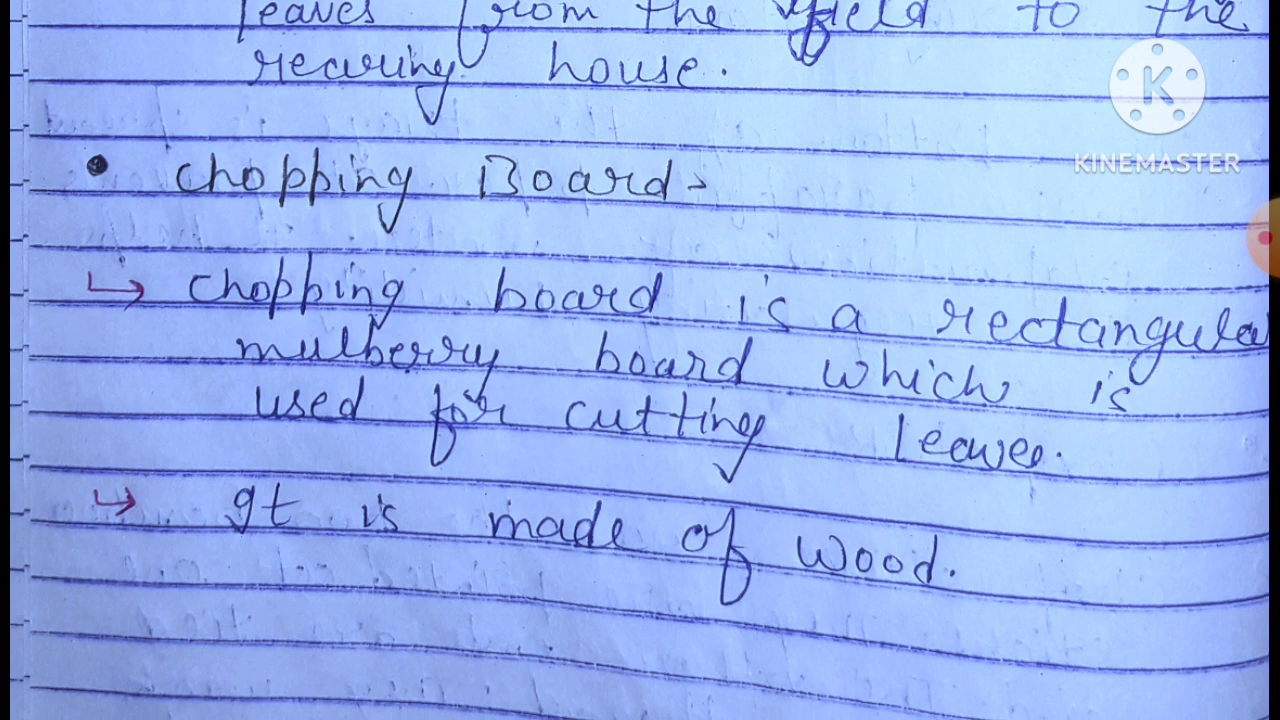 leaves from the field to the
rearing house.
K
KINEMASTER
• Chopping Board →
↳ Chopping board is a rectangula
mulberry board which is
used for cutting leaves.
↳ It is made of wood.